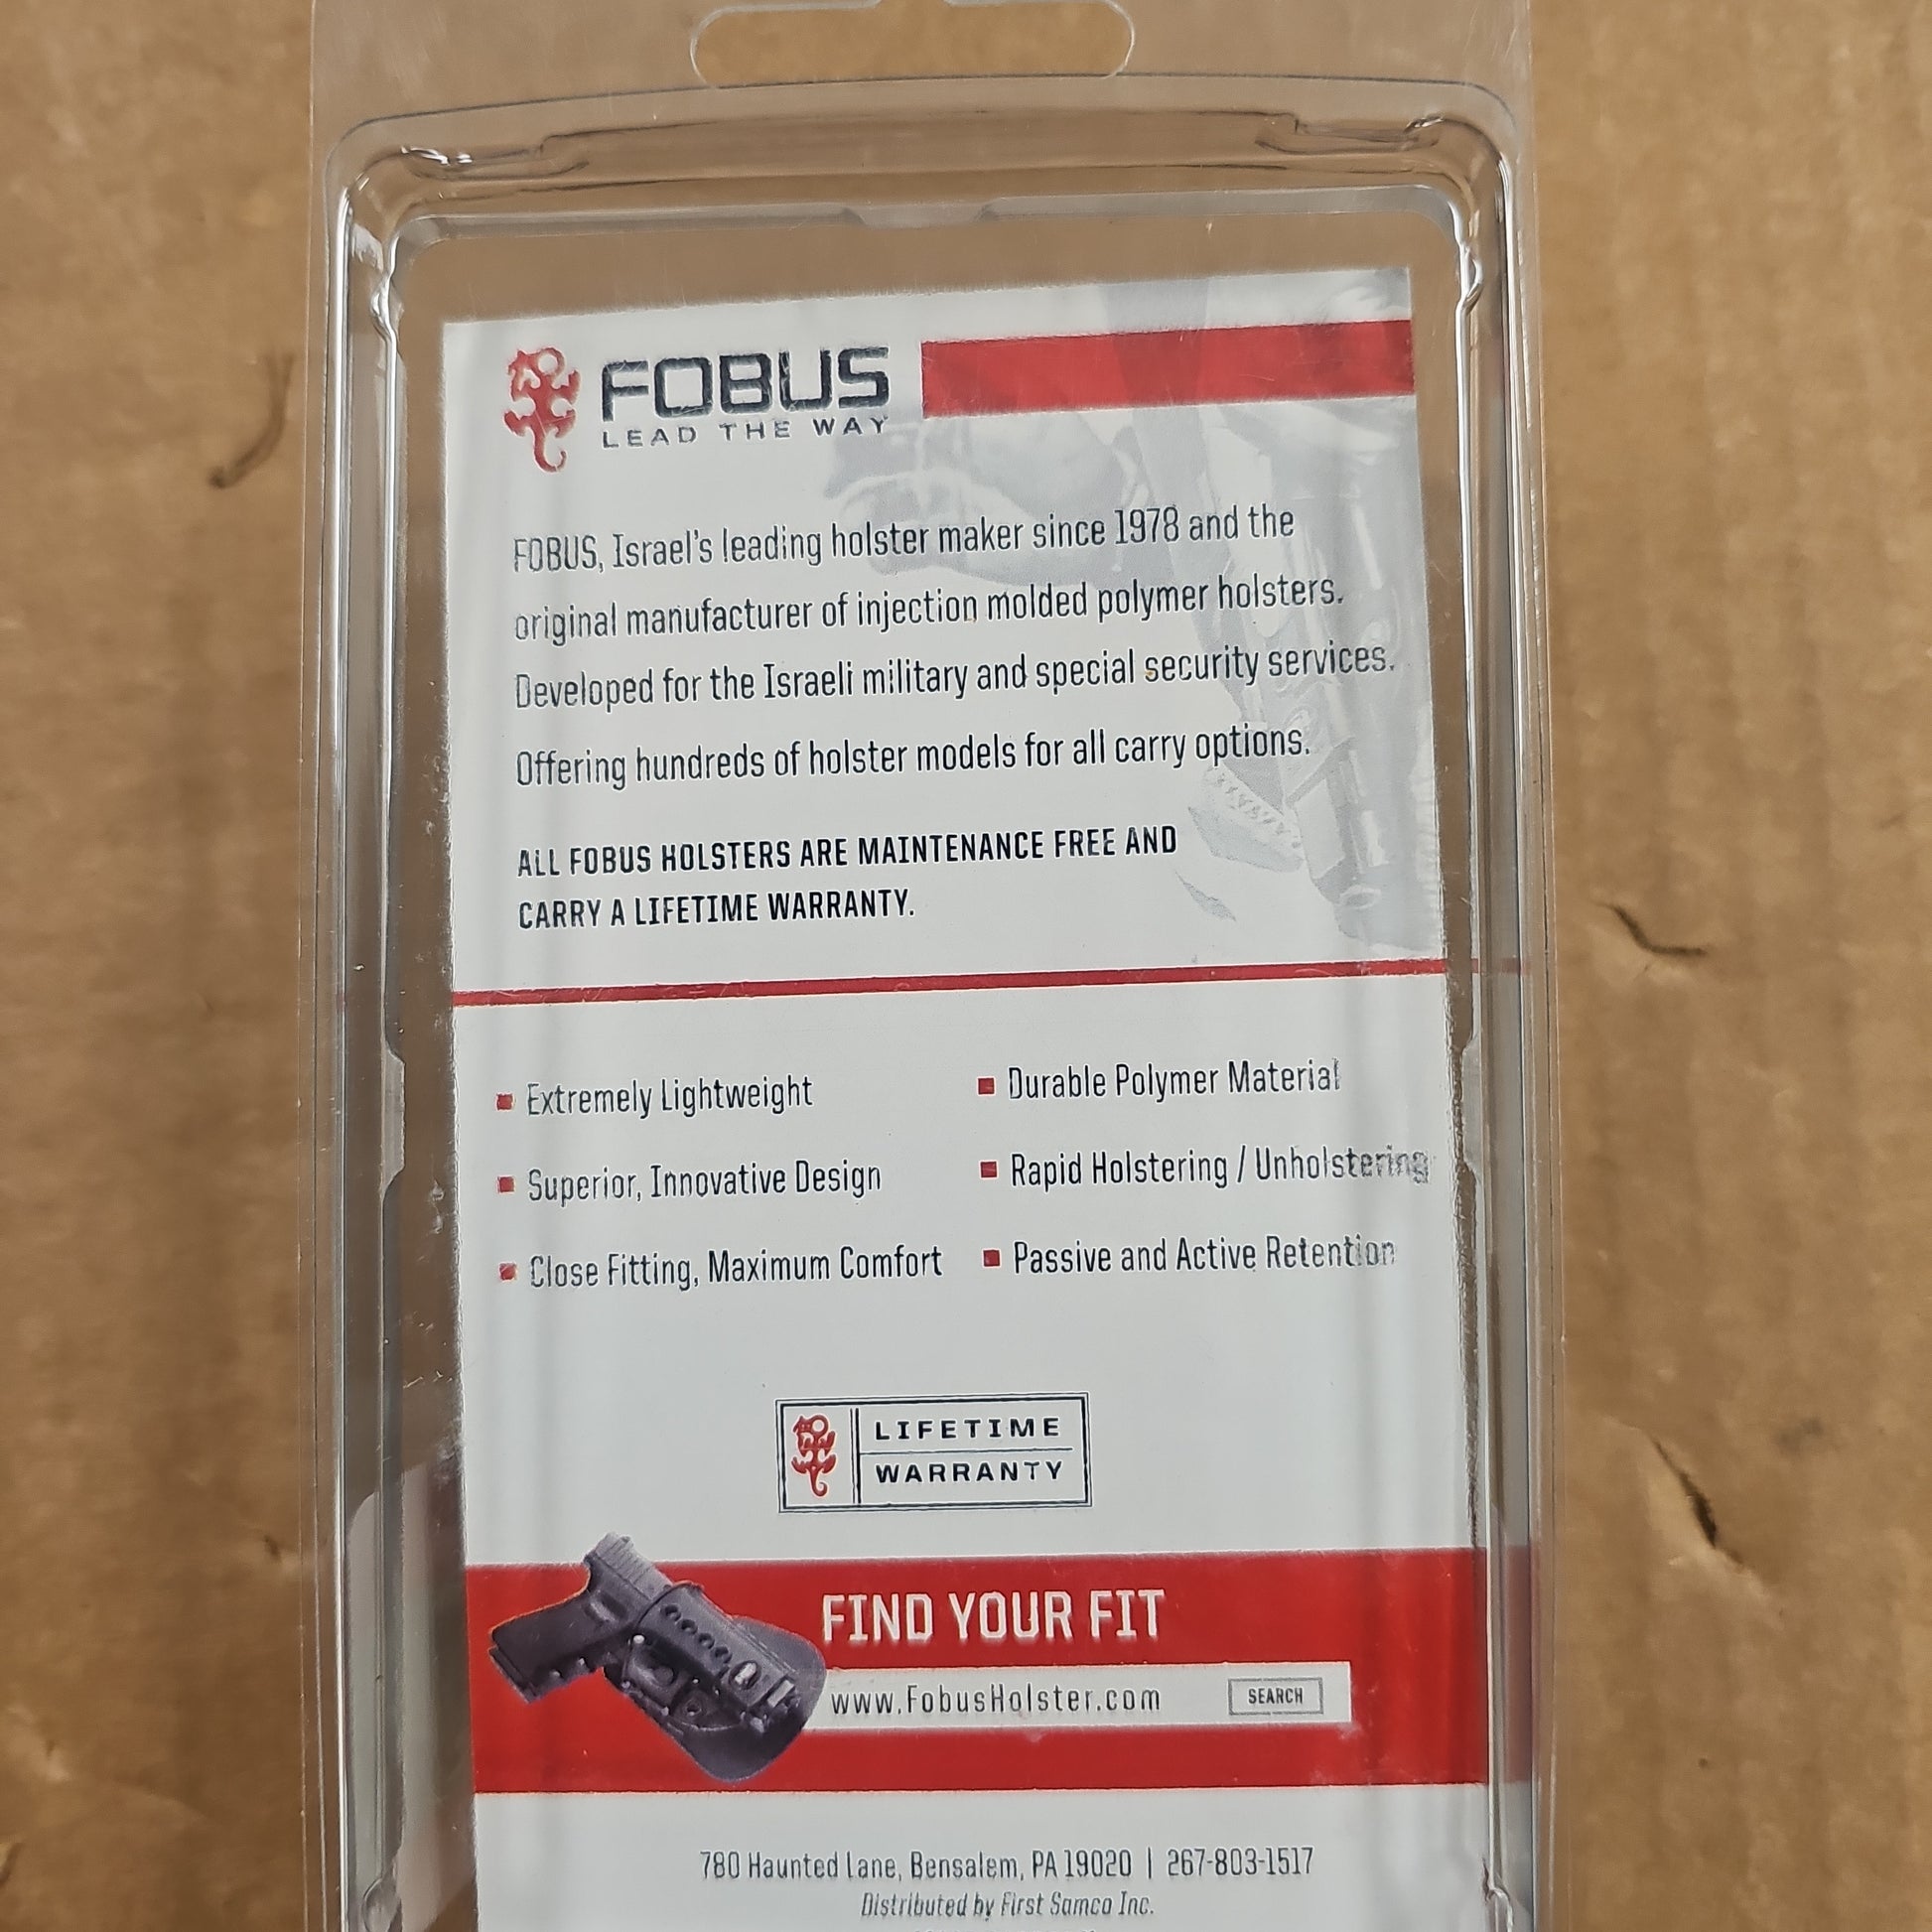 FOBUS
LEAD THE WAY
FOBUS, Israel's leading holster maker since 1978 and the
original manufacturer of injection molded polymer holsters.
Developed for the Israeli military and special security services.
Offering hundreds of holster models for all carry options.
ALL FOBUS HOLSTERS ARE MAINTENANCE FREE AND
CARRY A LIFETIME WARRANTY.
Extremely Lightweight
Superior, Innovative Design
Close Fitting, Maximum Comfort
Durable Polymer Material
Rapid Holstering / Unholstering
Passive and Active Retention
LIFETIME
WARRANTY
FIND YOUR FIT
www.FobusHolster.com SEARCH
780 Haunted Lane, Bensalem, PA 19020 | 267-803-1517
Distributed by First Samco Inc.